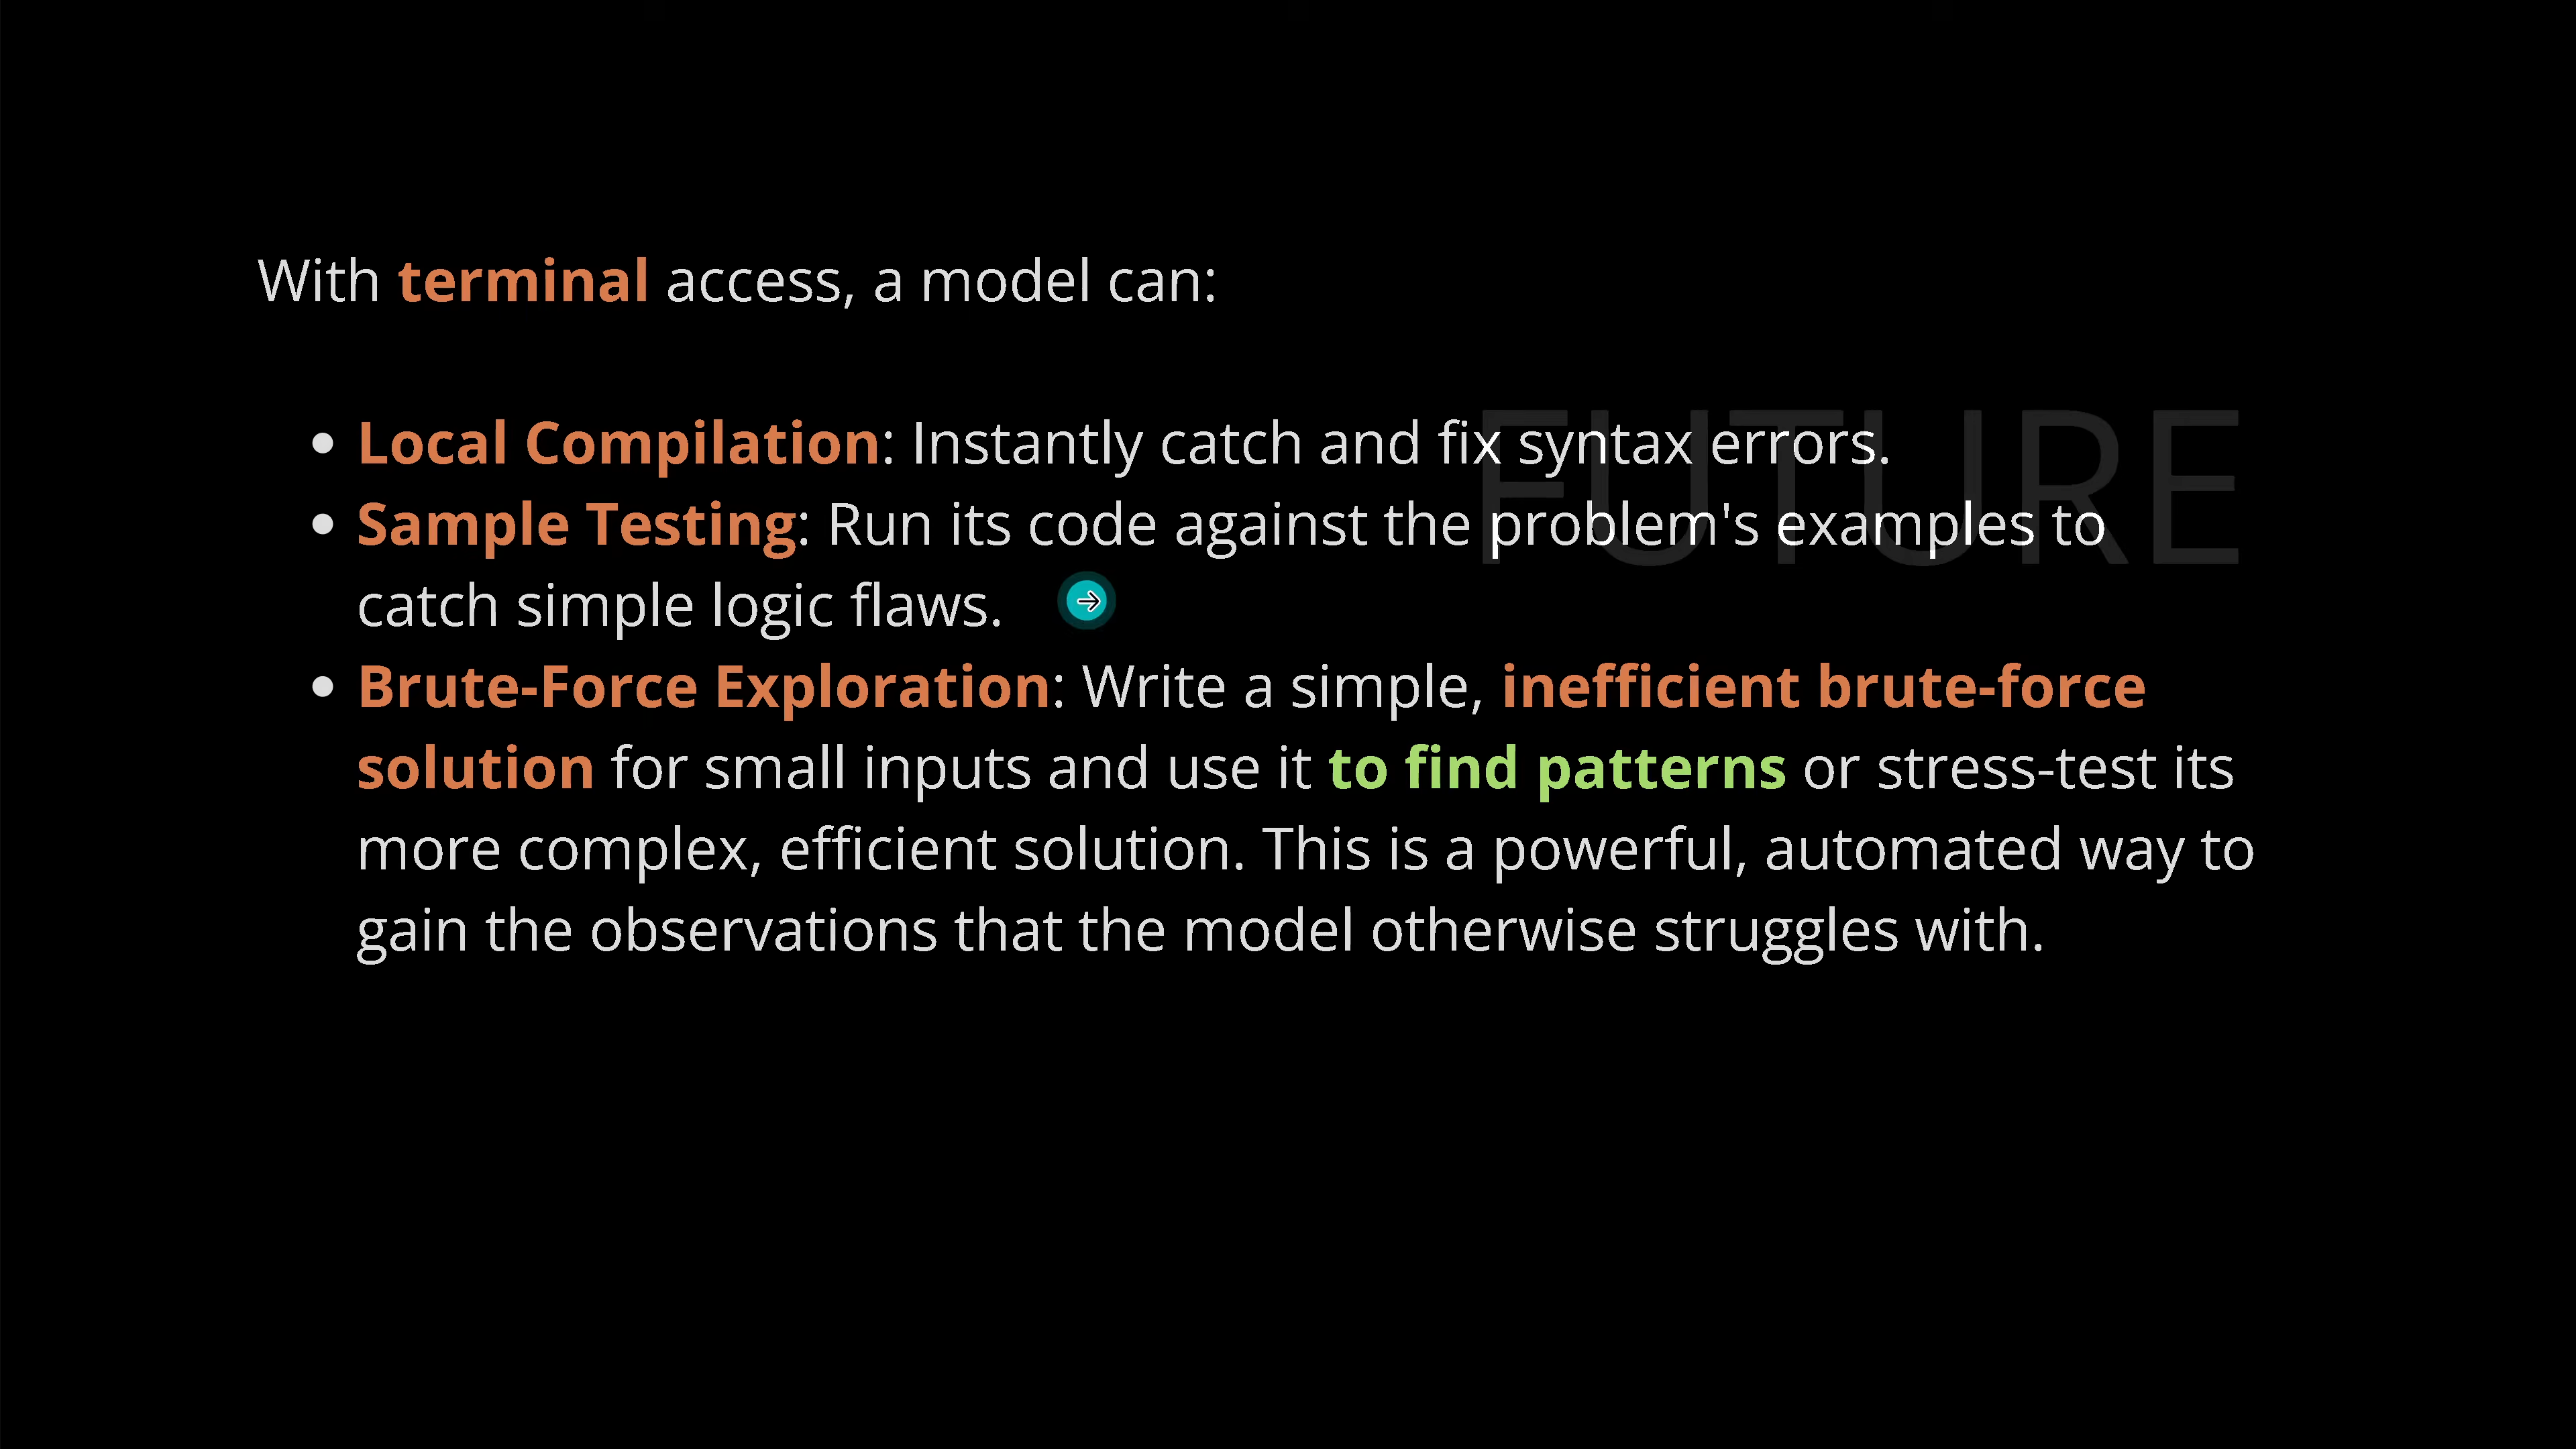 With terminal access, a model can:
FUTURE
• Local Compilation: Instantly catch and fix syntax errors.
• Sample Testing: Run its code against the problem's examples to
catch simple logic flaws.
• Brute-Force Exploration: Write a simple, inefficient brute-force
solution for small inputs and use it to find patterns or stress-test its
more complex, efficient solution. This is a powerful, automated way to
gain the observations that the model otherwise struggles with.